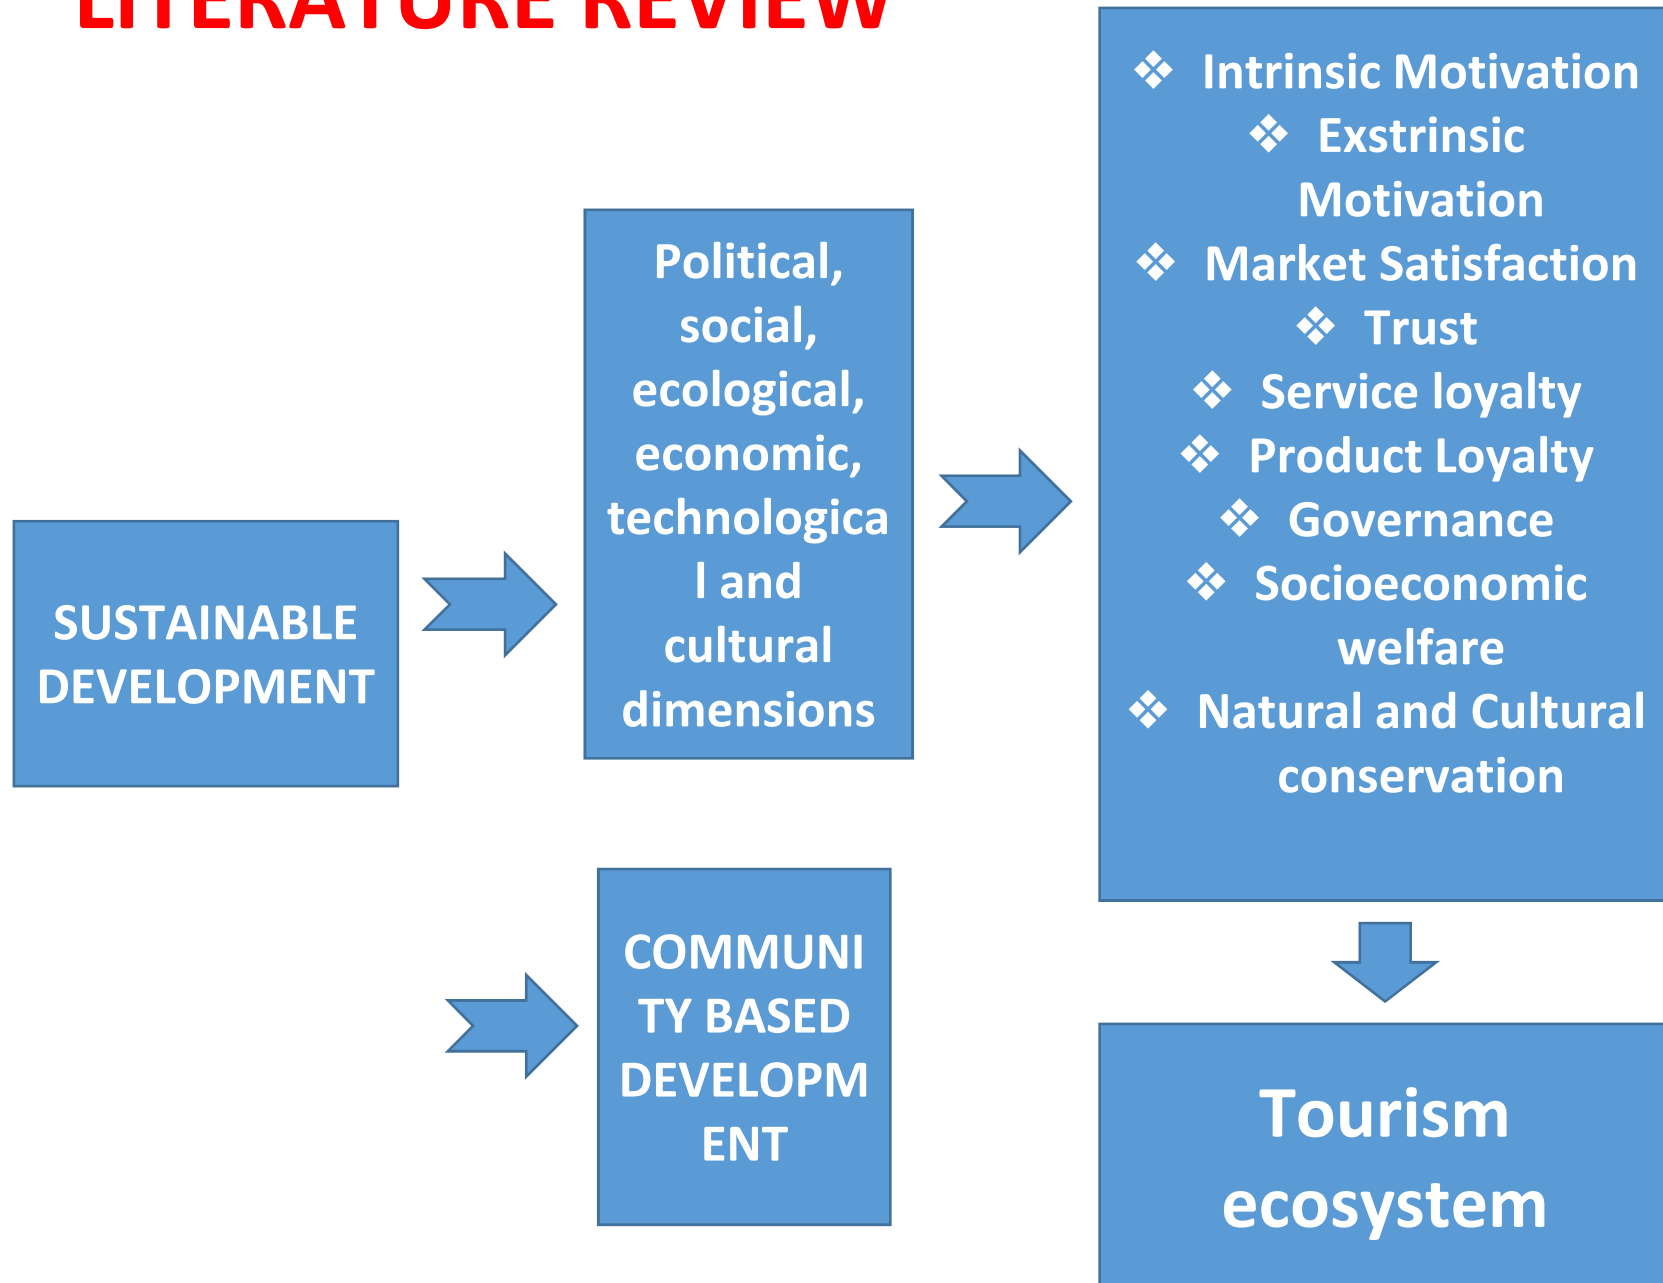 LITERATURE REVIEW
SUSTAINABLE
DEVELOPMENT
Political,
social,
ecological,
economic,
technologica
l and
cultural
dimensions
COMMUNI
TY BASED
DEVELOPM
ENT
❖ Intrinsic Motivation
❖ Exstrinsic
Motivation
❖ Market Satisfaction
❖ Trust
❖ Service loyalty
❖ Product Loyalty
❖ Governance
❖ Socioeconomic
welfare
❖ Natural and Cultural
conservation
Tourism
ecosystem